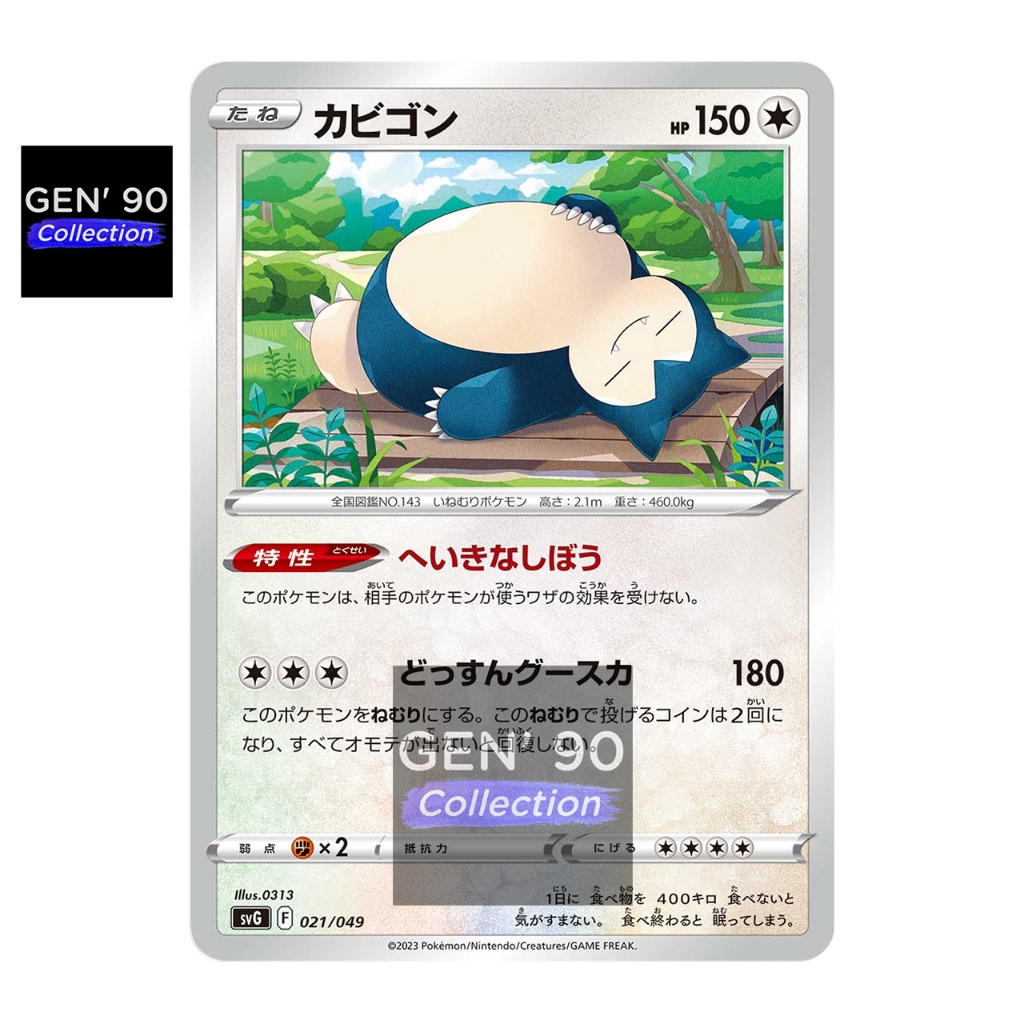 GEN' 90
Collection
たね カビゴン HP 150
全国図鑑NO.143 いねむりポケモン 高さ：2.1m 重さ：460.0kg
特性 とくせい へいきなしぼう
このポケモンは、相手のポケモンが使うワザの効果を受けない。
どっすんグースカ 180
このポケモンをねむりにする。このねむりで投げるコインは2回に
なり、すべてオモテが出ないと回復しない。
GEN' 90
Collection
弱点 ×2 抵抗力 にげる
Illus.0313
1日に 食べ物を 400キロ 食べないと
気がすまない。 食べ終わると 眠ってしまう。
svG F 021/049
©2023 Pokémon/Nintendo/Creatures/GAME FREAK.